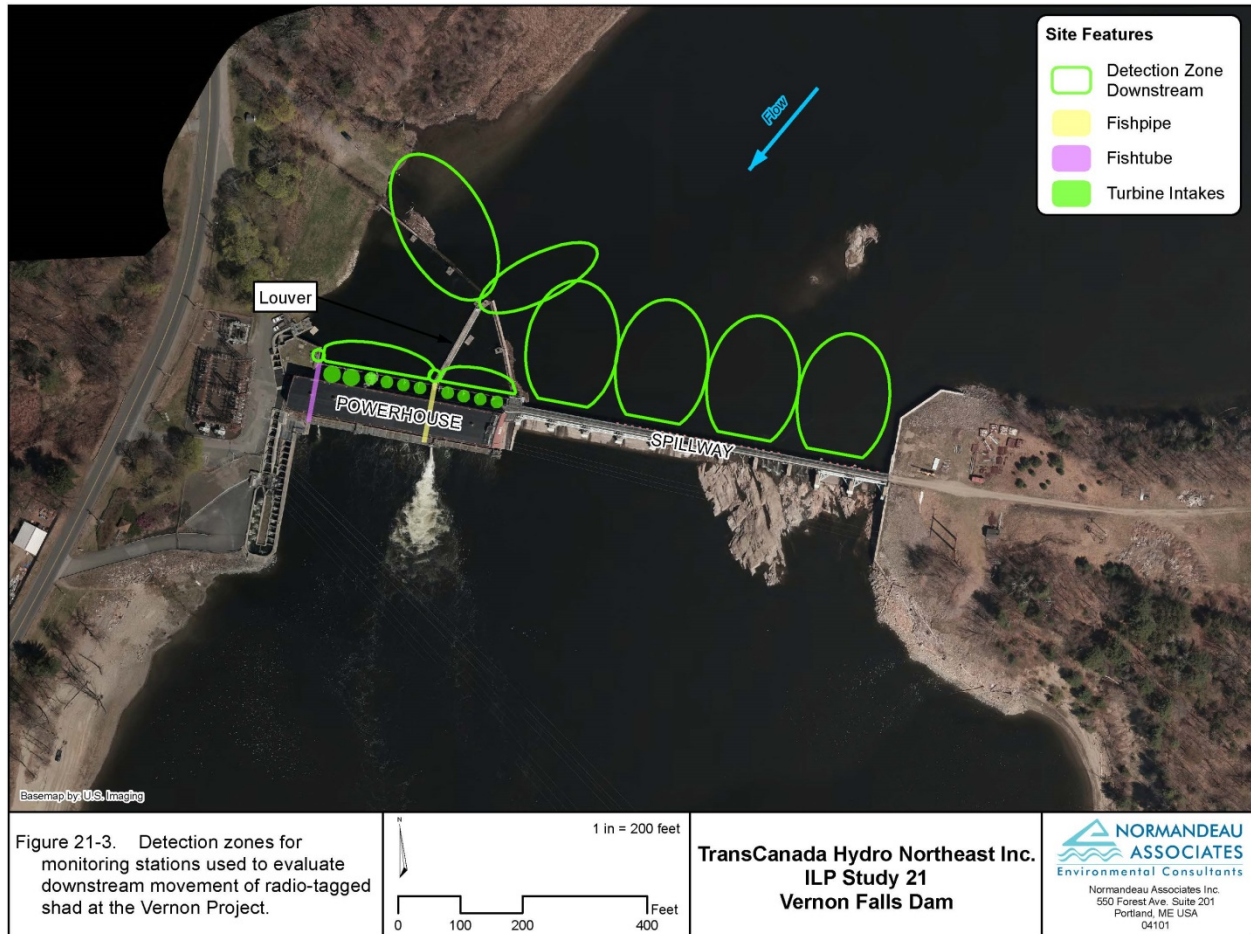 Site Features
Detection Zone
Downstream
Fishpipe
Fishtube
Turbine Intakes
Flow
Louver
POWERHOUSE
SPILLWAY
Basemap by: U.S. Imaging
Figure 21-3. Detection zones for
monitoring stations used to evaluate
downstream movement of radio-tagged
shad at the Vernon Project.
N
1 in = 200 feet
Feet
0 100 200 400
TransCanada Hydro Northeast Inc.
ILP Study 21
Vernon Falls Dam
NORMANDEAU
ASSOCIATES
Environmental Consultants
Normandeau Associates Inc.
550 Forest Ave. Suite 201
Portland, ME USA
04101